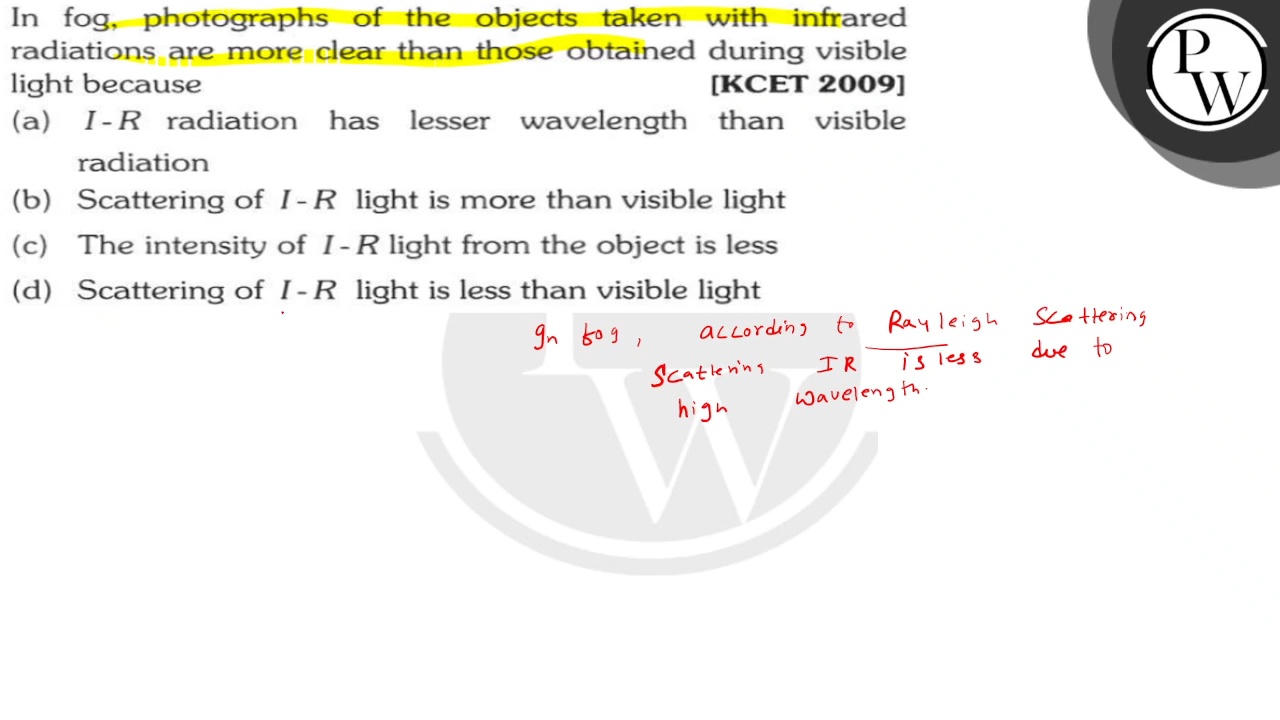 In fog, photographs of the objects taken with infrared
radiations are more clear than those obtained during visible
light because [KCET 2009]
(a) I-R radiation has lesser wavelength than visible
radiation
(b) Scattering of I-R light is more than visible light
(c) The intensity of I-R light from the object is less
(d) Scattering of I-R light is less than visible light
In fog, according to Rayleigh Scattering
Scattering IR is less due to
high wavelength.
PW